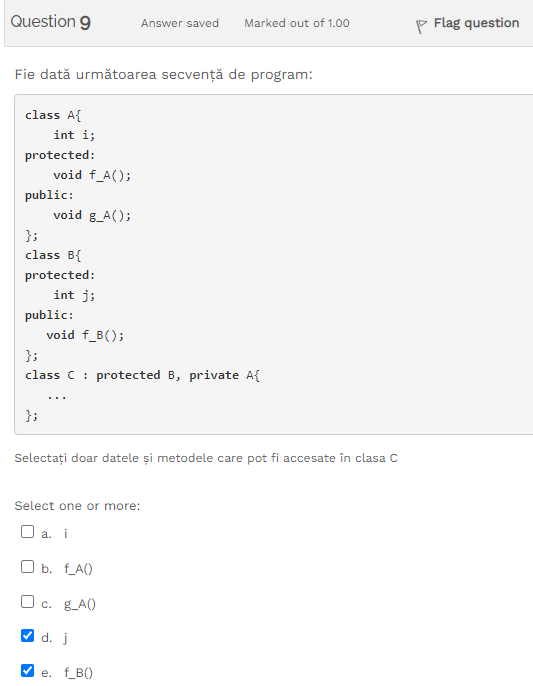 Question 9 Answer saved Marked out of 1.00 Flag question
Fie dată următoarea secvență de program:
class A{
    int i;
protected:
    void f_A();
public:
    void g_A();
};
class B{
protected:
    int j;
public:
   void f_B();
};
class C : protected B, private A{
   ...
};
Selectați doar datele și metodele care pot fi accesate în clasa C
Select one or more:
a. i
b. f_A()
c. g_A()
d. j
e. f_B()